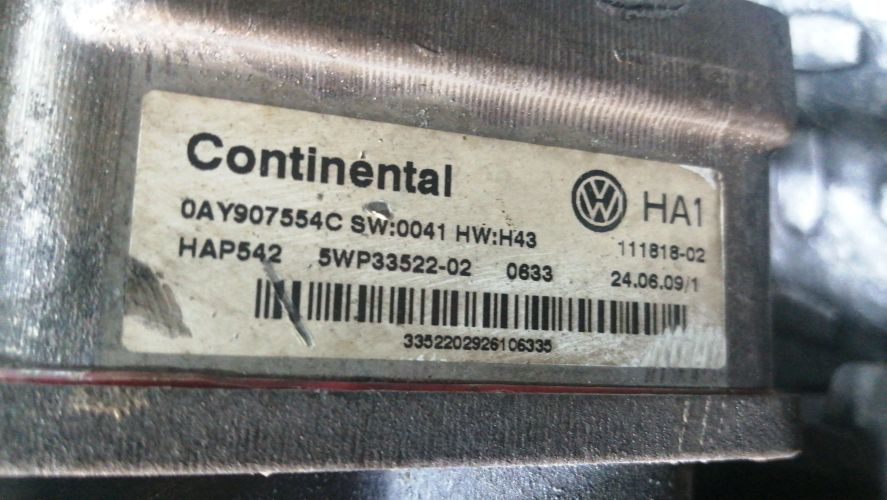 Continental
HA1
0AY907554C SW:0041 HW:H43
111818-02
HAP542 5WP33522-02 0633
24.06.09/1
3352202926106335